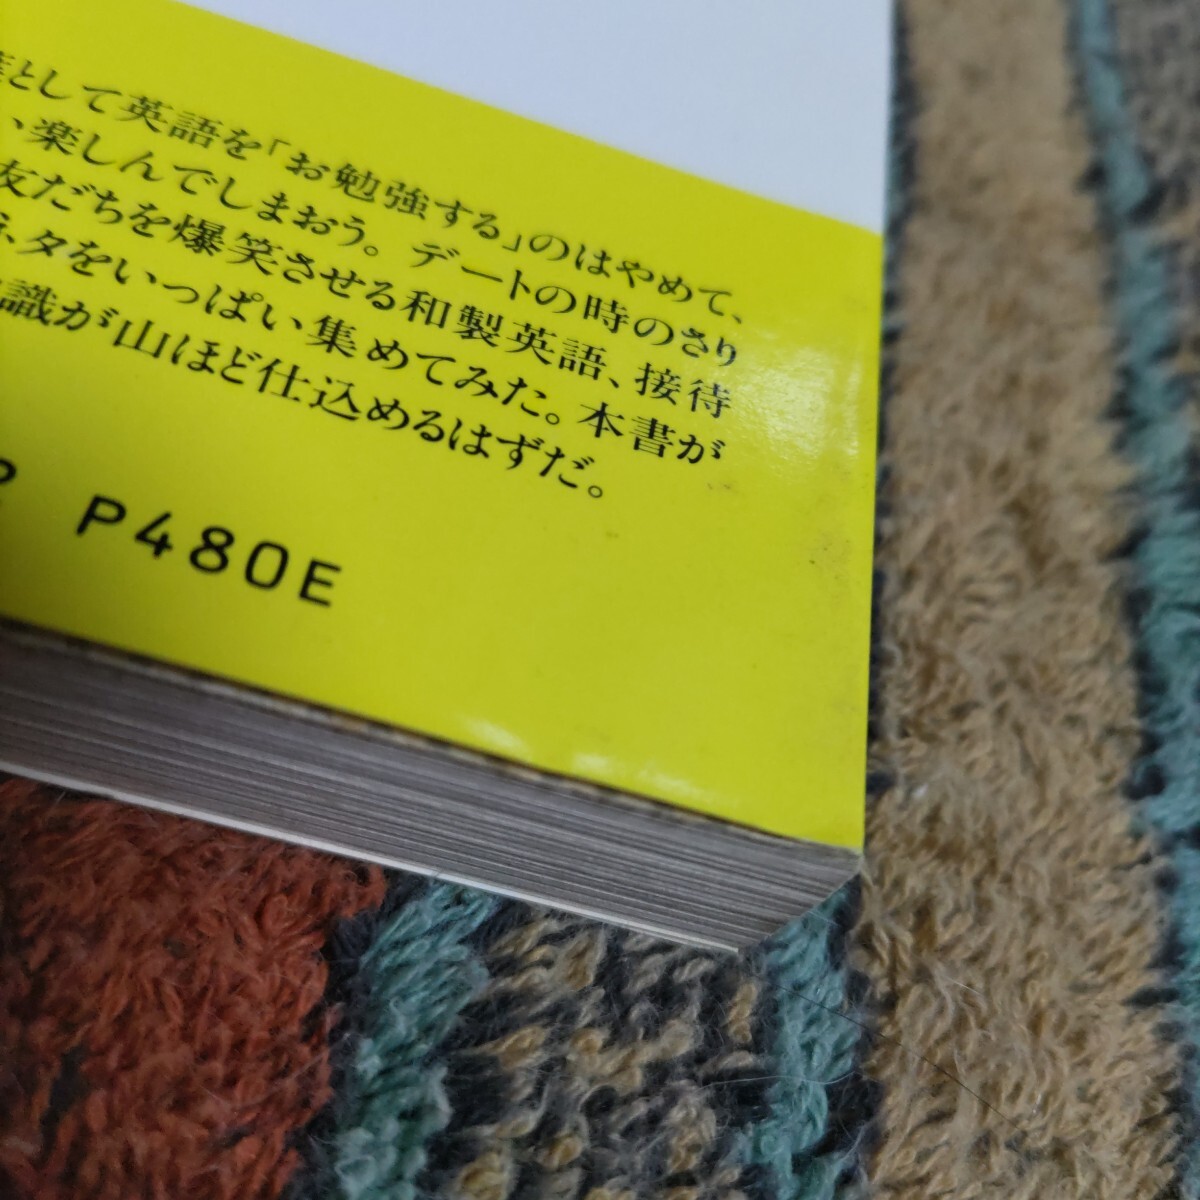 として英語を「お勉強する」のはやめて、
、楽しんでしまおう。デートの時のさり
友だちを爆笑させる和製英語、接待
ネタをいっぱい集めてみた。本書が
識が山ほど仕込めるはずだ。
P480E